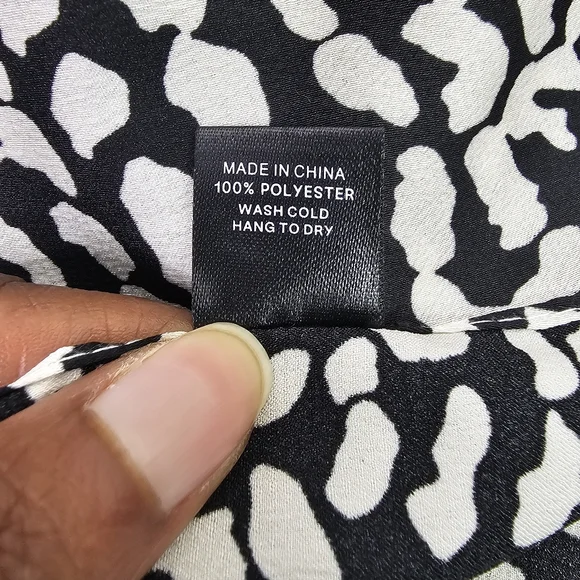 MADE IN CHINA
100% POLYESTER
WASH COLD
HANG TO DRY